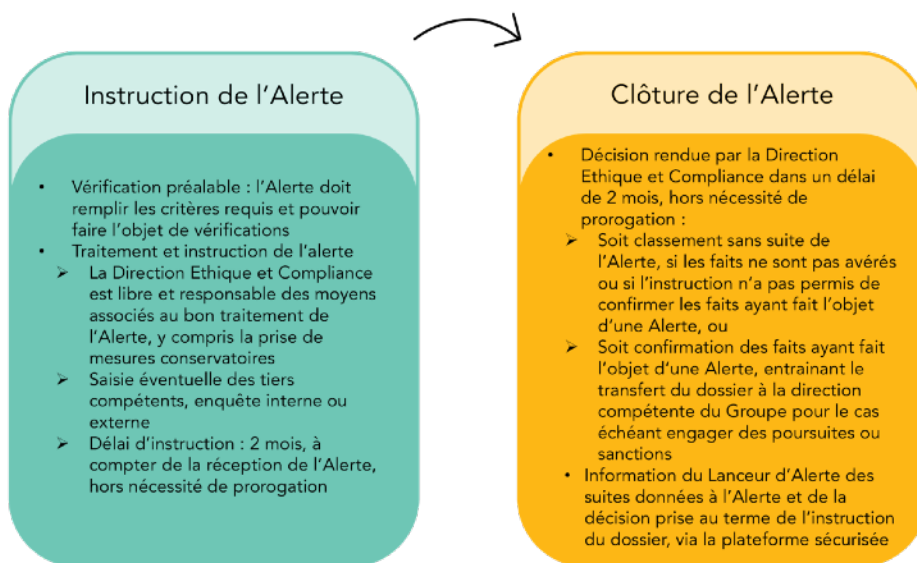 Instruction de l'Alerte
• Vérification préalable : l'Alerte doit
remplir les critères requis et pouvoir
faire l'objet de vérifications
• Traitement et instruction de l'alerte
➢ La Direction Ethique et Compliance
est libre et responsable des moyens
associés au bon traitement de
l'Alerte, y compris la prise de
mesures conservatoires
➢ Saisie éventuelle des tiers
compétents, enquête interne ou
externe
➢ Délai d'instruction : 2 mois, à
compter de la réception de l'Alerte,
hors nécessité de prorogation
Clôture de l'Alerte
• Décision rendue par la Direction
Ethique et Compliance dans un délai
de 2 mois, hors nécessité de
prorogation :
➢ Soit classement sans suite de
l'Alerte, si les faits ne sont pas avérés
ou si l'instruction n'a pas permis de
confirmer les faits ayant fait l'objet
d'une Alerte, ou
➢ Soit confirmation des faits ayant fait
l'objet d'une Alerte, entrainant le
transfert du dossier à la direction
compétente du Groupe pour le cas
échéant engager des poursuites ou
sanctions
• Information du Lanceur d'Alerte des
suites données à l'Alerte et de la
décision prise au terme de l'instruction
du dossier, via la plateforme sécurisée